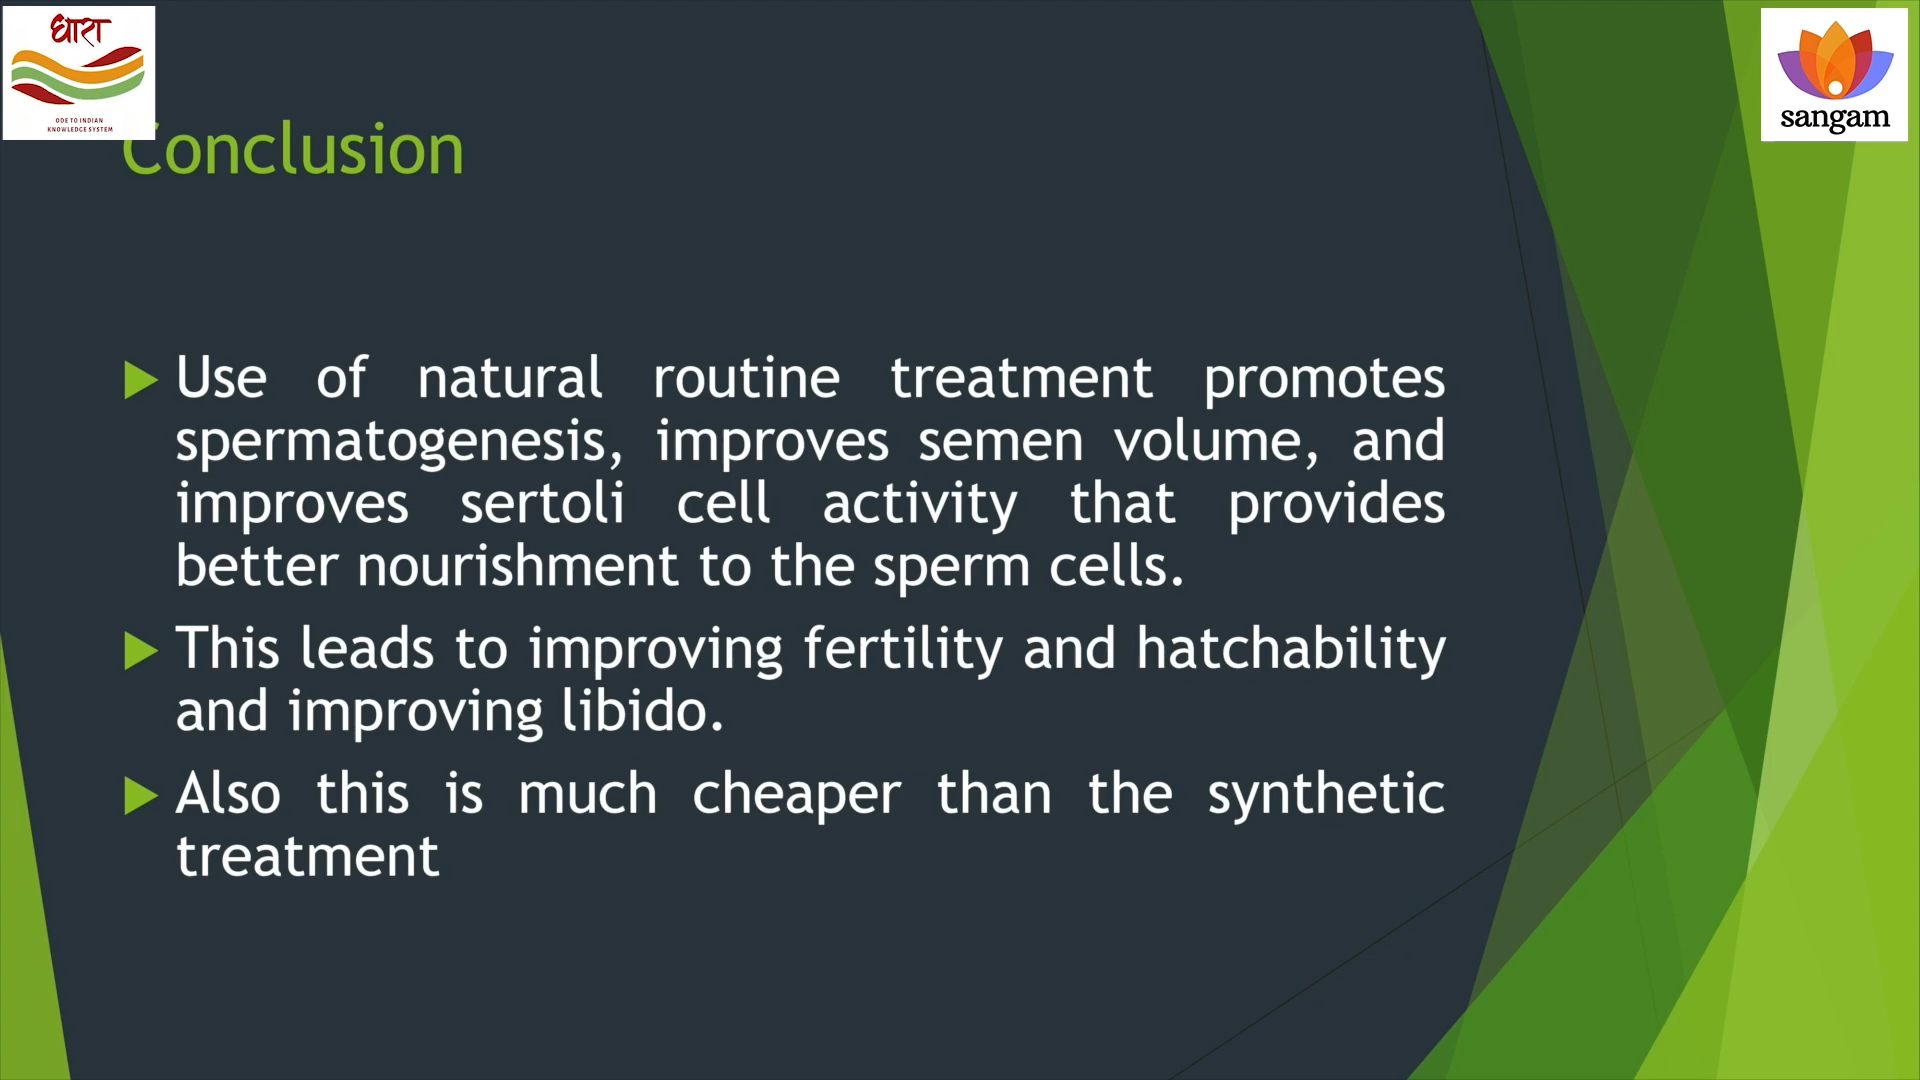 धारा
ODE TO INDIAN
KNOWLEDGE SYSTEM
sangam
Conclusion
Use of natural routine treatment promotes
spermatogenesis, improves semen volume, and
improves sertoli cell activity that provides
better nourishment to the sperm cells.
This leads to improving fertility and hatchability
and improving libido.
Also this is much cheaper than the synthetic
treatment